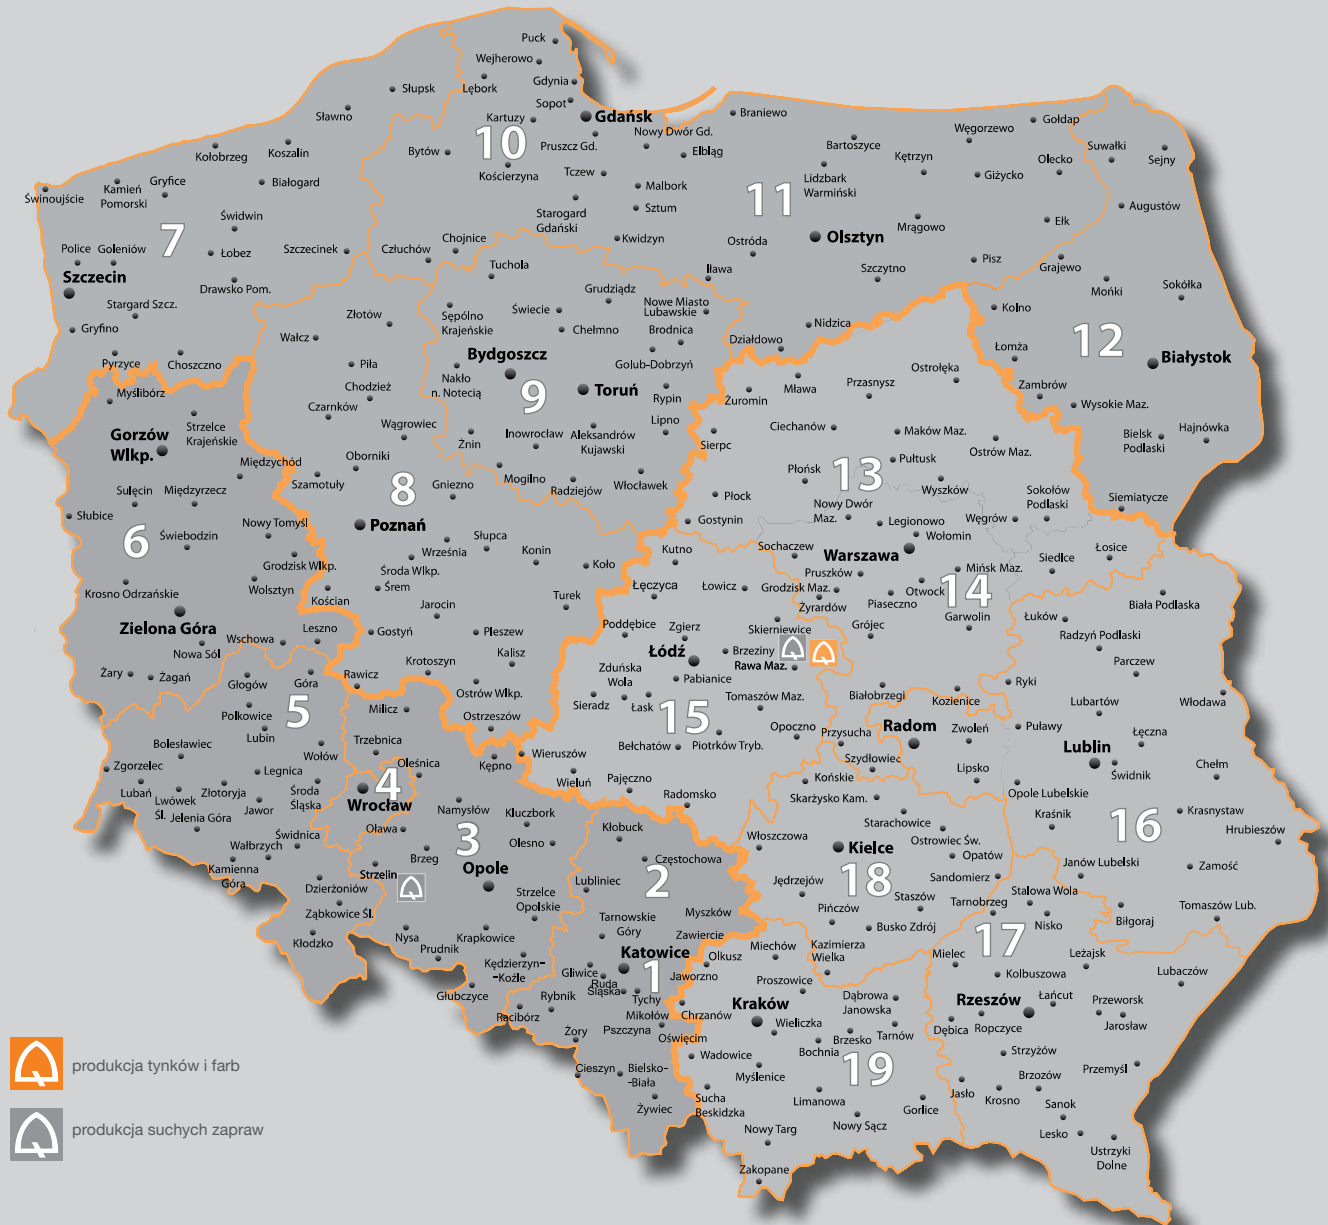 Puck
Wejherowo
Lębork
Gdynia
Słupsk
Sopot
Sławno
Kartuzy
Gdańsk
10
Pruszcz Gd.
Nowy Dwór Gd.
Elbląg
Braniewo
Bytów
Kościerzyna
Tczew
Malbork
Sztum
Starogard
Gdański
Kwidzyn
Człuchów
Chojnice
Kołobrzeg
Koszalin
Białogard
Świnoujście
Kamień
Pomorski
Gryfice
Świdwin
7
Police
Goleniów
Łobez
Szczecinek
Szczecin
Drawsko Pom.
Stargard Szcz.
Gryfino
Pyrzyce
Choszczno
Bartoszyce
Kętrzyn
Węgorzewo
Gołdap
Lidzbark
Warmiński
Giżycko
Olecko
11
Mrągowo
Ełk
Ostróda
Olsztyn
Szczytno
Pisz
Iława
Nowe Miasto
Lubawskie
Nidzica
Działdowo
Suwałki
Sejny
Augustów
Grajewo
Mońki
Sokółka
Kolno
12
Łomża
Białystok
Zambrów
Wysokie Maz.
Bielsk
Podlaski
Hajnówka
Siemiatycze
Tuchola
Sępólno
Krajeńskie
Świecie
Grudziądz
Chełmno
Brodnica
Bydgoszcz
Golub-Dobrzyń
Nakło
n. Notecią
9
Toruń
Rypin
Lipno
Żnin
Inowrocław
Aleksandrów
Kujawski
Mogilno
Radziejów
Włocławek
Złotów
Wałcz
Piła
Chodzież
Czarnków
Wągrowiec
Oborniki
Szamotuły
8
Gniezno
Poznań
Września
Słupca
Konin
Koło
Środa Wlkp.
Śrem
Jarocin
Turek
Gostyń
Pleszew
Kalisz
Krotoszyn
Rawicz
Ostrów Wlkp.
Ostrzeszów
Kępno
Myślibórz
Gorzów
Wlkp.
Strzelce
Krajeńskie
Międzychód
Sulęcin
Międzyrzecz
Słubice
6
Świebodzin
Nowy Tomyśl
Grodzisk Wlkp.
Krosno Odrzańskie
Wolsztyn
Kościan
Zielona Góra
Wschowa
Leszno
Nowa Sól
Żary
Żagań
Głogów
Góra
5
Polkowice
Lubin
Bolesławiec
Wołów
Zgorzelec
Legnica
Lubań
Lwówek
Śl.
Złotoryja
Środa
Śląska
Jelenia Góra
Jawor
Świdnica
Wałbrzych
Kamienna
Góra
Dzierżoniów
Ząbkowice Śl.
Kłodzko
Milicz
Trzebnica
Oleśnica
4
Wrocław
Oława
Strzelin
Namysłów
Kluczbork
3
Olesno
Brzeg
Opole
Strzelce
Opolskie
Nysa
Prudnik
Krapkowice
Kędzierzyn-
-Koźle
Głubczyce
Kłobuck
Częstochowa
2
Lubliniec
Myszków
Tarnowskie
Góry
Zawiercie
Katowice
1
Gliwice
Ruda
Śląska
Jaworzno
Tychy
Rybnik
Racibórz
Mikołów
Pszczyna
Żory
Cieszyn
Bielsko-
-Biała
Żywiec
Mława
Przasnysz
Ostrołęka
Żuromin
Ciechanów
Maków Maz.
Sierpc
Ostrów Maz.
Płońsk
13
Pułtusk
Wyszków
Płock
Nowy Dwór
Maz.
Sokołów
Podlaski
Gostynin
Legionowo
Węgrów
Wołomin
Sochaczew
Warszawa
Siedlce
Łosice
Pruszków
Mińsk Maz.
Grodzisk Maz.
Otwock
14
Żyrardów
Piaseczno
Garwolin
Grójec
Białobrzegi
Kozienice
Radom
Zwoleń
Przysucha
Szydłowiec
Lipsko
Kutno
Łęczyca
Łowicz
Poddębice
Zgierz
Skierniewice
Łódź
Brzeziny
Rawa Maz.
Zduńska
Wola
Pabianice
Sieradz
Łask
15
Tomaszów Maz.
Opoczno
Bełchatów
Piotrków Tryb.
Wieruszów
Wieluń
Pajęczno
Radomsko
Łuków
Biała Podlaska
Radzyń Podlaski
Parczew
Ryki
Włodawa
Lubartów
Puławy
Łęczna
Lublin
Świdnik
Chełm
Opole Lubelskie
Kraśnik
16
Krasnystaw
Hrubieszów
Janów Lubelski
Zamość
Biłgoraj
Tomaszów Lub.
Końskie
Skarżysko Kam.
Starachowice
Włoszczowa
Kielce
Ostrowiec Św.
Opatów
Jędrzejów
18
Sandomierz
Staszów
Pińczów
Busko Zdrój
Kazimierza
Wielka
Stalowa Wola
Tarnobrzeg
17
Nisko
Mielec
Leżajsk
Kolbuszowa
Lubaczów
Rzeszów
Łańcut
Przeworsk
Jarosław
Dębica
Ropczyce
Strzyżów
Przemyśl
Brzozów
Jasło
Krosno
Sanok
Lesko
Ustrzyki
Dolne
Miechów
Olkusz
Proszowice
Kraków
Dąbrowa
Janowska
Chrzanów
Wieliczka
Oświęcim
Brzesko
Tarnów
Bochnia
Wadowice
19
Myślenice
Sucha
Beskidzka
Limanowa
Gorlice
Nowy Targ
Nowy Sącz
Zakopane
produkcja tynków i farb
produkcja suchych zapraw